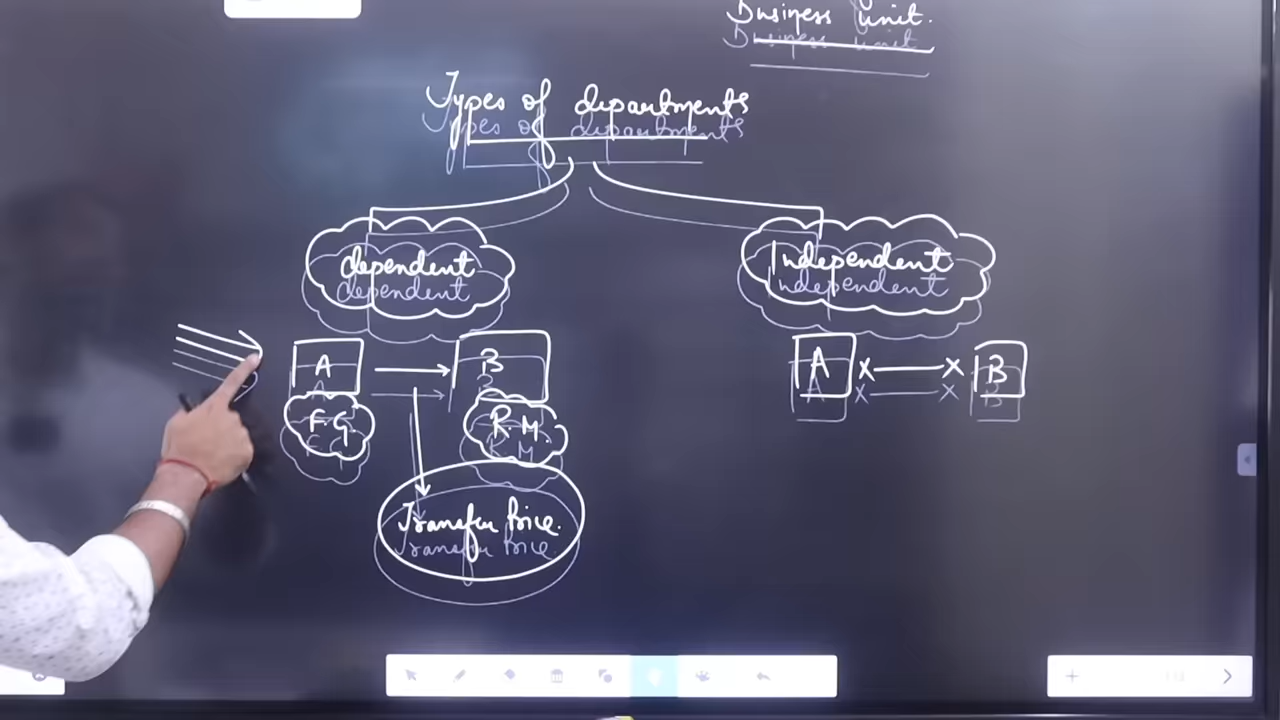 Business Unit.
Types of departments
dependent
Independent
A
B
A x x B
F.G.
R.M.
Transfer Price.